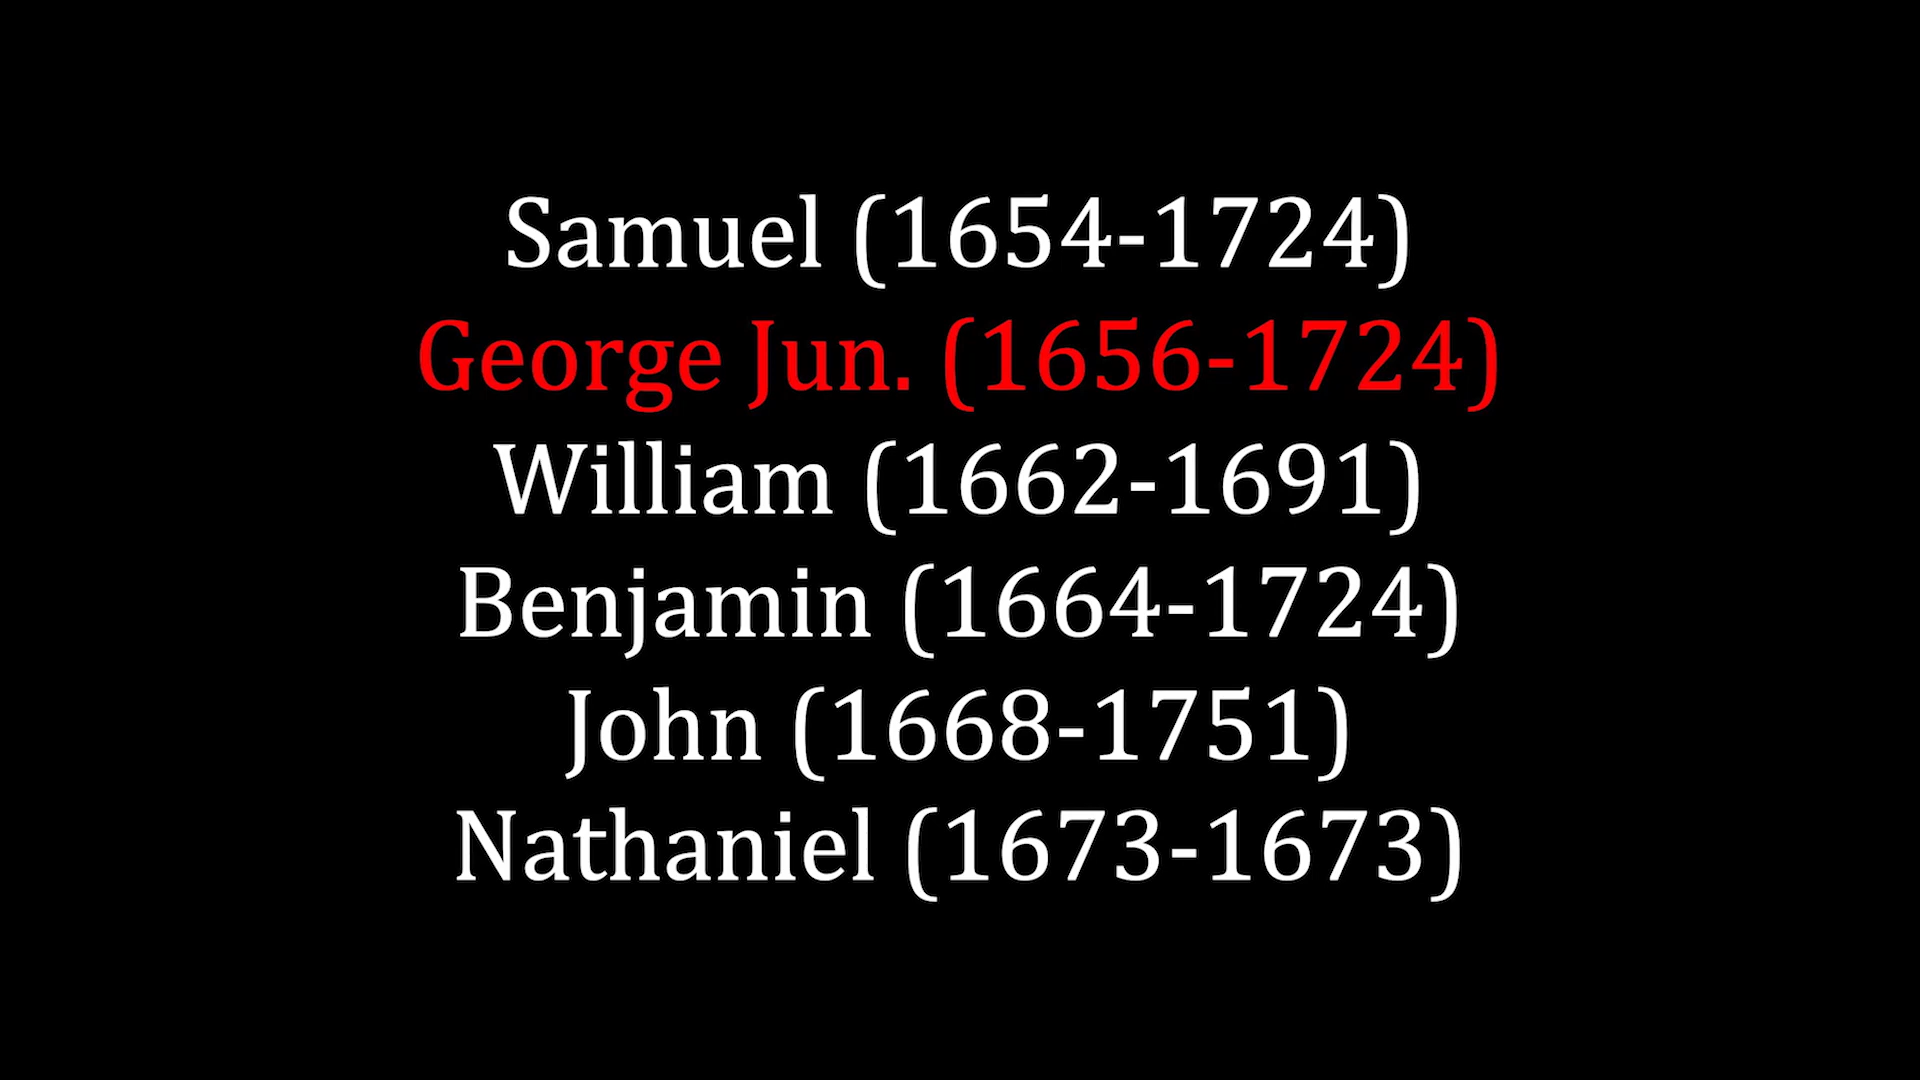 Samuel (1654-1724)
George Jun. (1656-1724)
William (1662-1691)
Benjamin (1664-1724)
John (1668-1751)
Nathaniel (1673-1673)